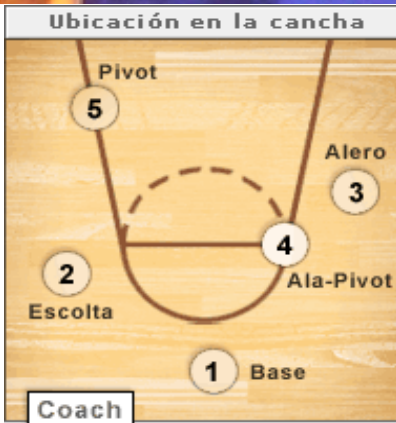 Ubicación en la cancha
Pivot
5
Alero
3
4
2
Ala-Pivot
Escolta
1 Base
Coach